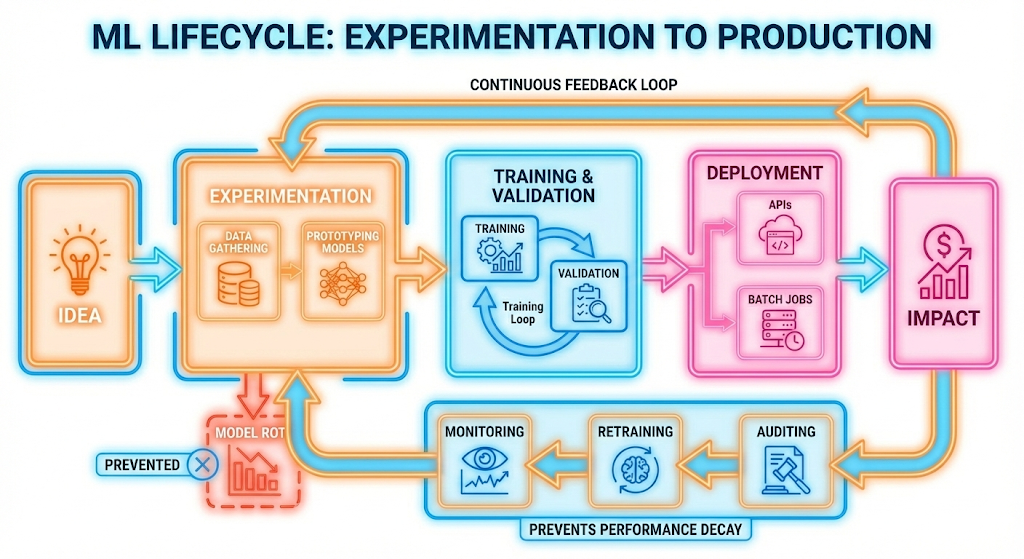 ML LIFECYCLE: EXPERIMENTATION TO PRODUCTION
CONTINUOUS FEEDBACK LOOP
IDEA
EXPERIMENTATION
DATA
GATHERING
PROTOTYPING
MODELS
TRAINING &
VALIDATION
TRAINING
VALIDATION
Training
Loop
DEPLOYMENT
APIs
</>
BATCH JOBS
$
IMPACT
MODEL ROT
PREVENTED
MONITORING
RETRAINING
AUDITING
PREVENTS PERFORMANCE DECAY